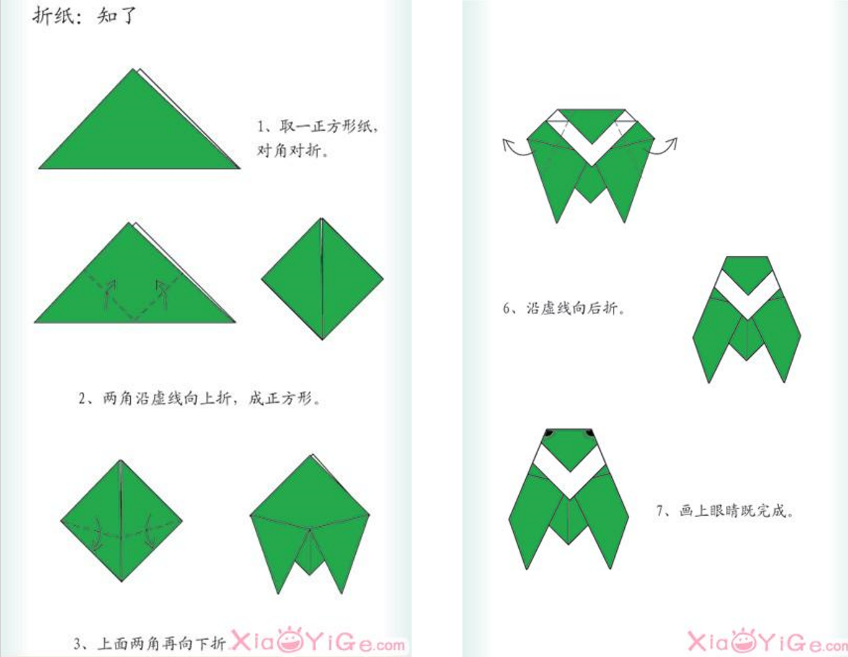 折纸：知了
1、取一正方形纸，
对角对折。
2、两角沿虚线向上折，成正方形。
3、上面两角再向下折
XiaoYiGe.com
6、沿虚线向后折。
7、画上眼睛既完成。
XiaoYiGe.com